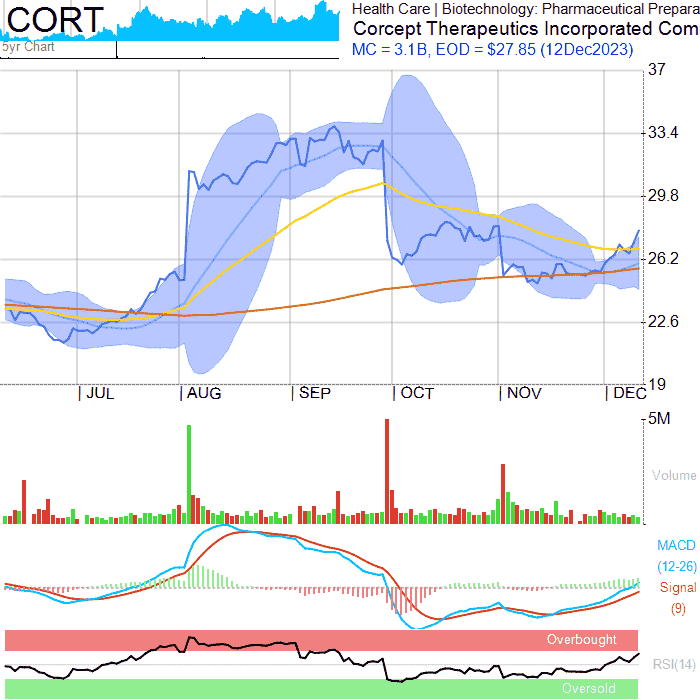 CORT
5yr Chart
Health Care | Biotechnology: Pharmaceutical Prepara
Corcept Therapeutics Incorporated Com
MC = 3.1B, EOD = $27.85 (12Dec2023)
37
33.4
29.8
26.2
22.6
19
| JUL | AUG | SEP | OCT | NOV | DEC
5M
Volume
MACD
(12-26)
Signal
(9)
Overbought
RSI(14)
Oversold